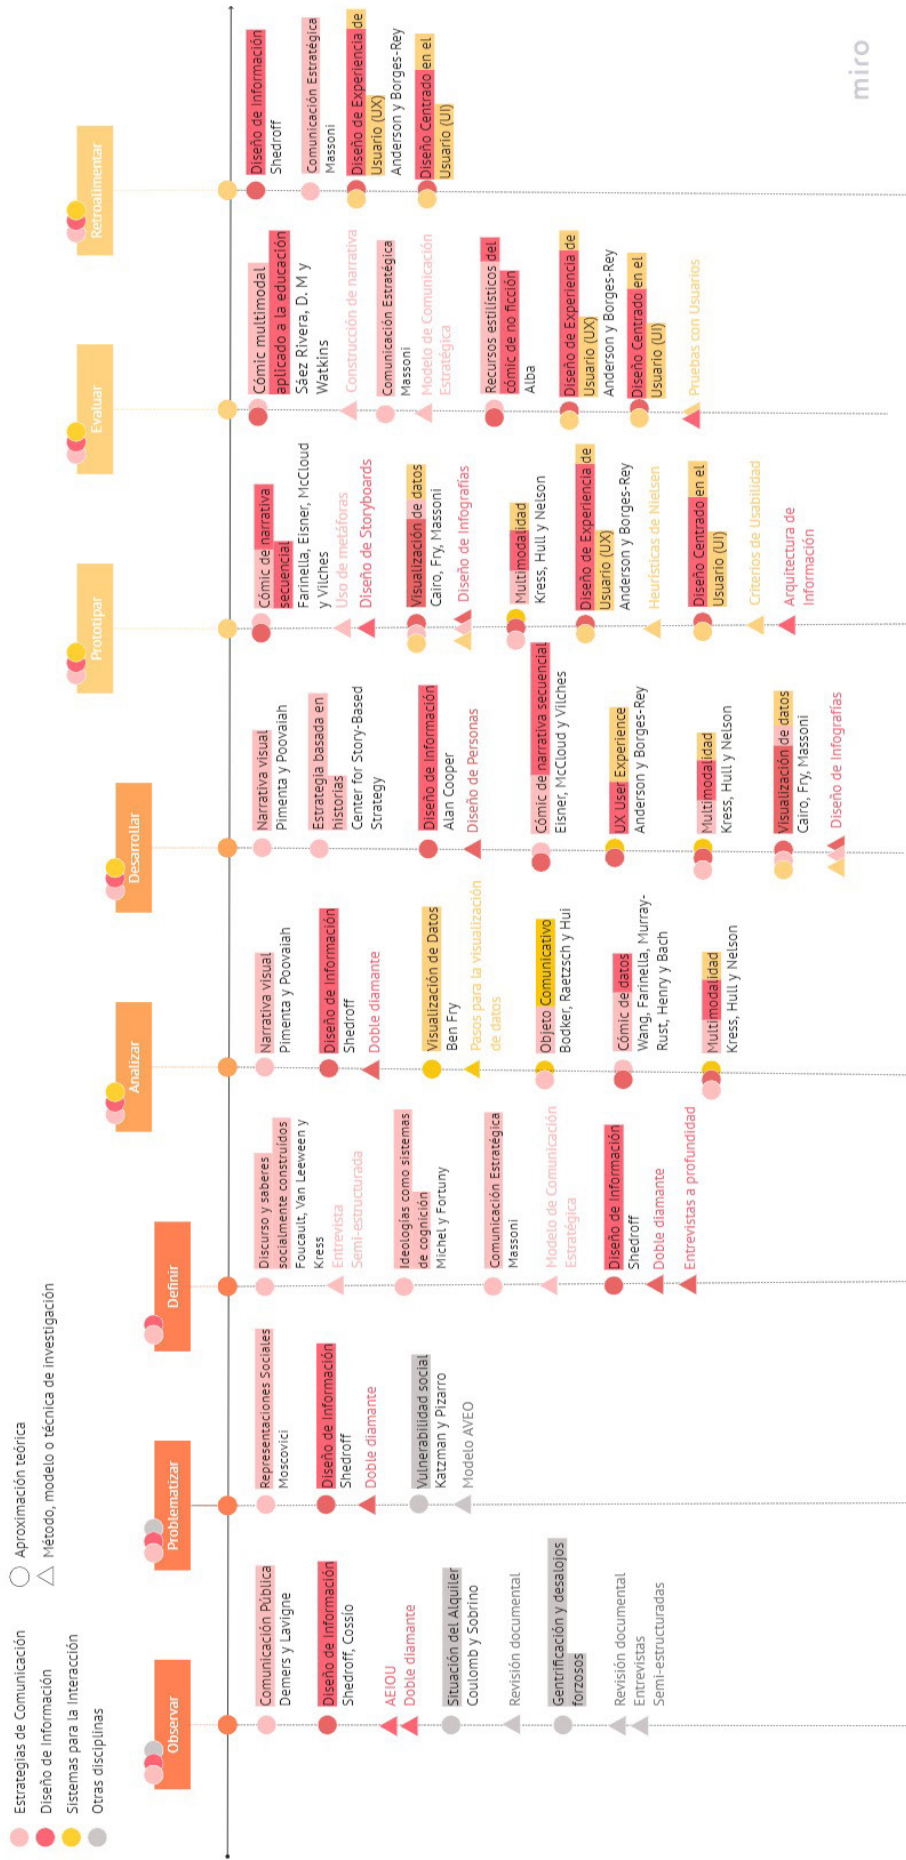 Estrategias de Comunicación
Diseño de Información
Sistemas para la Interacción
Otras disciplinas
Aproximación teórica
Método, modelo o técnica de investigación
Observar
Comunicación Pública
Demers y Lavigne
Diseño de Información
Shedroff, Cossío
AEIOU
Doble diamante
Situación del Alquiler
Coulomb y Sobrino
Revisión documental
Gentrificación y desalojos
forzosos
Revisión documental
Entrevistas
Semi-estructuradas
Problematizar
Representaciones Sociales
Moscovici
Diseño de Información
Shedroff
Doble diamante
Vulnerabilidad social
Katzman y Pizarro
Modelo AVEO
Definir
Discurso y saberes
socialmente construidos
Foucault, Van Leeween y
Kress
Entrevista
Semi-estructurada
Ideologías como sistemas
de cognición
Michel y Fortuny
Comunicación Estratégica
Massoni
Modelo de Comunicación
Estratégica
Diseño de Información
Shedroff
Doble diamante
Entrevistas a profundidad
Analizar
Narrativa visual
Pimenta y Poovaiah
Diseño de Información
Shedroff
Doble diamante
Visualización de Datos
Ben Fry
Pasos para la visualización
de datos
Objeto Comunicativo
Bodker, Raetzsch y Hui
Cómic de datos
Wang, Farinella, Murray-
Rust, Henry y Bach
Multimodalidad
Kress, Hull y Nelson
Desarrollar
Narrativa visual
Pimenta y Poovaiah
Estrategia basada en
historias
Center for Story-Based
Strategy
Diseño de Información
Alan Cooper
Diseño de Personas
Cómic de narrativa secuencial
Eisner, McCloud y Vilches
UX User Experience
Anderson y Borges-Rey
Multimodalidad
Kress, Hull y Nelson
Visualización de datos
Cairo, Fry, Massoni
Diseño de Infografías
Prototipar
Cómic de narrativa
secuencial
Farinella, Eisner, McCloud
y Vilches
Uso de metáforas
Diseño de Storyboards
Visualización de datos
Cairo, Fry, Massoni
Diseño de Infografías
Multimodalidad
Kress, Hull y Nelson
Diseño de Experiencia de
Usuario (UX)
Anderson y Borges-Rey
Heurísticas de Nielsen
Diseño Centrado en el
Usuario (UI)
Criterios de Usabilidad
Arquitectura de
Información
Evaluar
Cómic multimodal
aplicado a la educación
Sáez Rivera, D. M y
Watkins
Construcción de narrativa
Comunicación Estratégica
Massoni
Modelo de Comunicación
Estratégica
Recursos estilísticos del
cómic de no ficción
Alba
Diseño de Experiencia de
Usuario (UX)
Anderson y Borges-Rey
Diseño Centrado en el
Usuario (UI)
Pruebas con Usuarios
Retroalimentar
Diseño de Información
Shedroff
Comunicación Estratégica
Massoni
Diseño de Experiencia de
Usuario (UX)
Anderson y Borges-Rey
Diseño Centrado en el
Usuario (UI)
miro